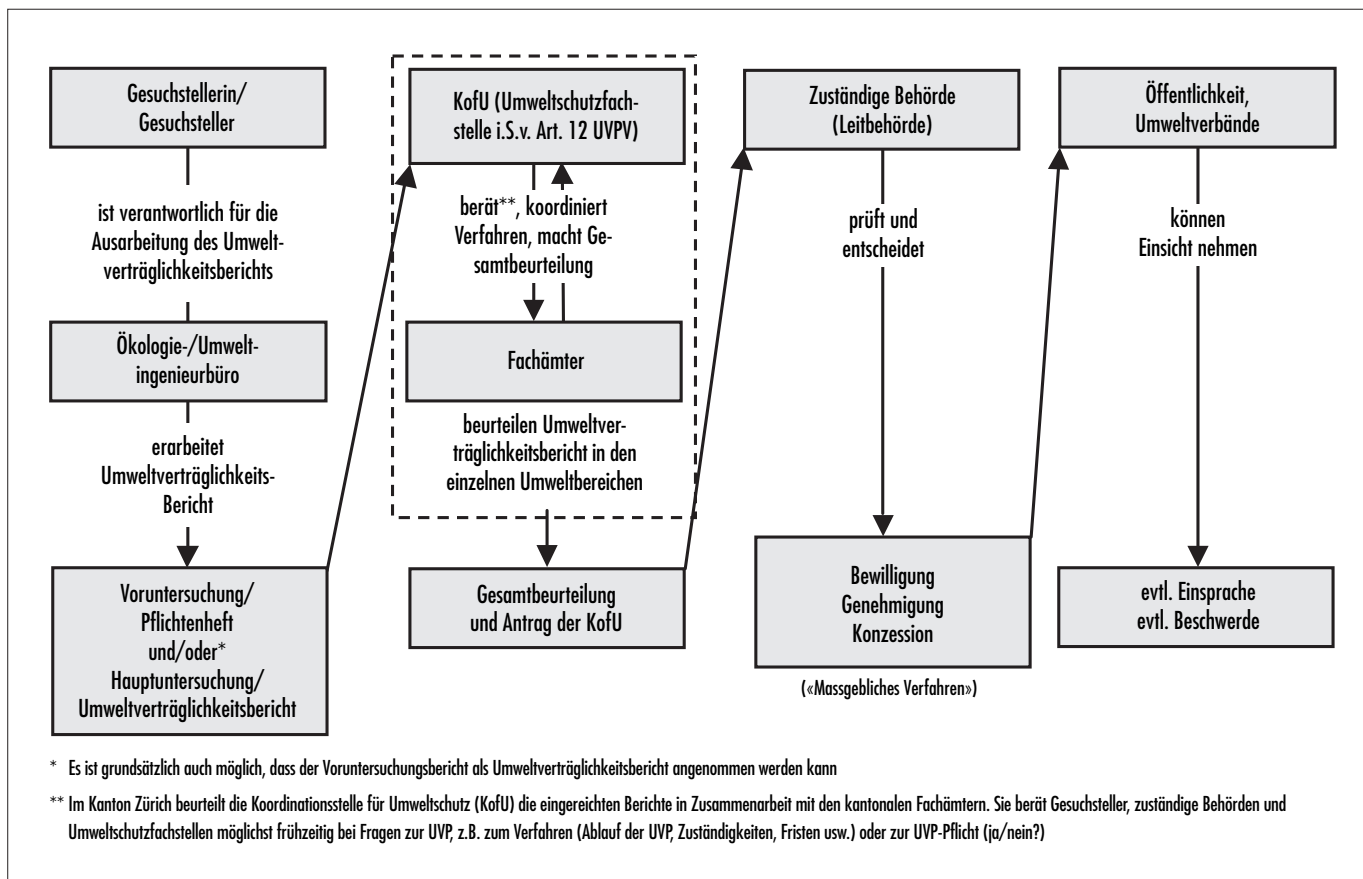 Gesuchstellerin/
Gesuchsteller
ist verantwortlich für die
Ausarbeitung des Umwelt-
verträglichkeitsberichts
Ökologie-/Umwelt-
ingenieurbüro
erarbeitet
Umweltverträglichkeits-
Bericht
Voruntersuchung/
Pflichtenheft
und/oder*
Hauptuntersuchung/
Umweltverträglichkeitsbericht
KofU (Umweltschutzfach-
stelle i.S.v. Art. 12 UVPV)
berät**, koordiniert
Verfahren, macht Ge-
samtbeurteilung
Fachämter
beurteilen Umweltver-
träglichkeitsbericht in den
einzelnen Umweltbereichen
Gesamtbeurteilung
und Antrag der KofU
Zuständige Behörde
(Leitbehörde)
prüft und
entscheidet
Bewilligung
Genehmigung
Konzession
(«Massgebliches Verfahren»)
Öffentlichkeit,
Umweltverbände
können
Einsicht nehmen
evtl. Einsprache
evtl. Beschwerde
* Es ist grundsätzlich auch möglich, dass der Voruntersuchungsbericht als Umweltverträglichkeitsbericht angenommen werden kann
** Im Kanton Zürich beurteilt die Koordinationsstelle für Umweltschutz (KofU) die eingereichten Berichte in Zusammenarbeit mit den kantonalen Fachämtern. Sie berät Gesuchsteller, zuständige Behörden und
Umweltschutzfachstellen möglichst frühzeitig bei Fragen zur UVP, z.B. zum Verfahren (Ablauf der UVP, Zuständigkeiten, Fristen usw.) oder zur UVP-Pflicht (ja/nein?)